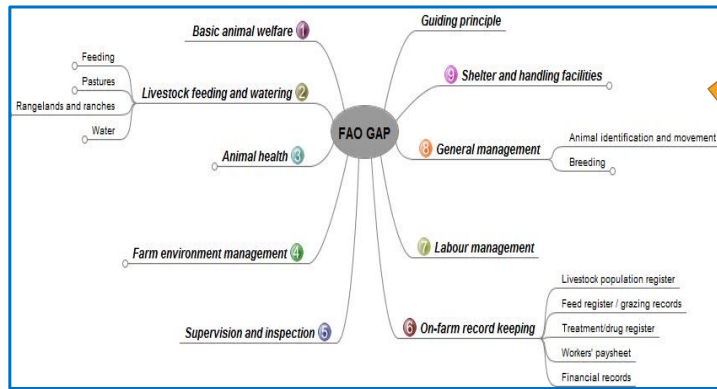 FAO GAP
Guiding principle
Basic animal welfare 1
Livestock feeding and watering 2
Feeding
Pastures
Rangelands and ranches
Water
Animal health 3
Farm environment management 4
Supervision and inspection 5
6 On-farm record keeping
Livestock population register
Feed register / grazing records
Treatment/drug register
Workers' paysheet
Financial records
7 Labour management
8 General management
Animal identification and movement
Breeding
9 Shelter and handling facilities